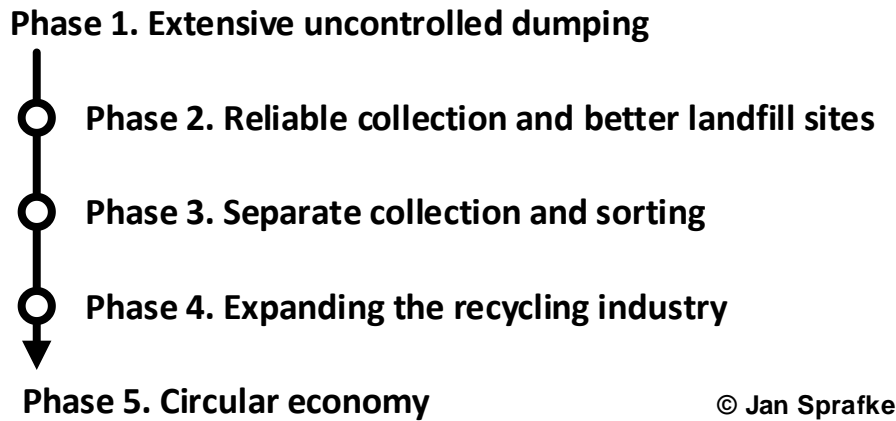 Phase 1. Extensive uncontrolled dumping
Phase 2. Reliable collection and better landfill sites
Phase 3. Separate collection and sorting
Phase 4. Expanding the recycling industry
Phase 5. Circular economy
© Jan Sprafke